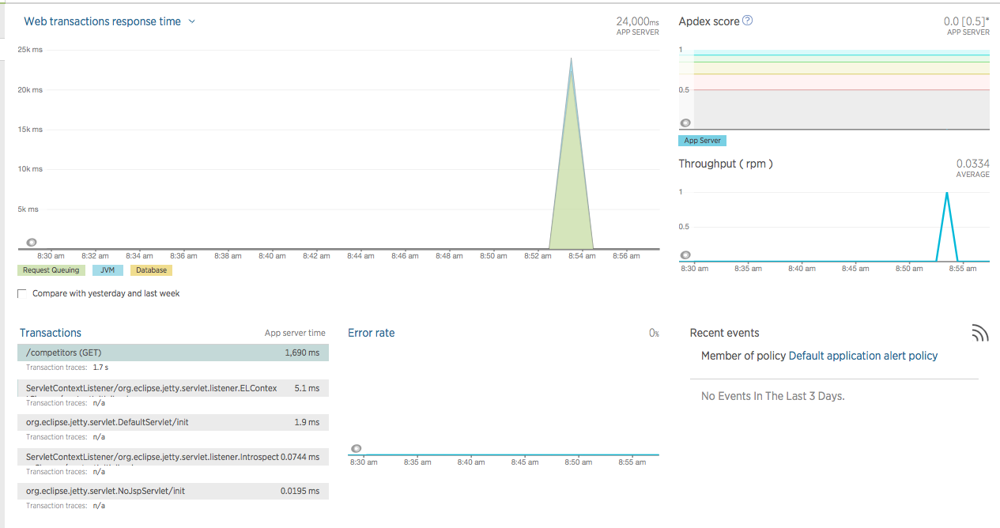 Web transactions response time
24,000ms
APP SERVER
25k ms
20k ms
15k ms
10k ms
5k ms
8:30 am 8:32 am 8:34 am 8:36 am 8:38 am 8:40 am 8:42 am 8:44 am 8:46 am 8:48 am 8:50 am 8:52 am 8:54 am 8:56 am
Request Queuing JVM Database
Compare with yesterday and last week
Apdex score ?
0.0 [0.5]*
APP SERVER
1
0.5
App Server
Throughput ( rpm )
0.0334
AVERAGE
1
0.5
8:30 am 8:35 am 8:40 am 8:45 am 8:50 am 8:55 am
Transactions App server time
/competitors (GET) 1,690 ms
Transaction traces: 1.7 s
ServletContextListener/org.eclipse.jetty.servlet.listener.ELContex 5.1 ms
Transaction traces: n/a
org.eclipse.jetty.servlet.DefaultServlet/init 1.9 ms
Transaction traces: n/a
ServletContextListener/org.eclipse.jetty.servlet.listener.Introspect 0.0744 ms
Transaction traces: n/a
org.eclipse.jetty.servlet.NoJspServlet/init 0.0195 ms
Transaction traces: n/a
Error rate 0%
8:30 am 8:35 am 8:40 am 8:45 am 8:50 am 8:55 am
Recent events
Member of policy Default application alert policy
No Events In The Last 3 Days.